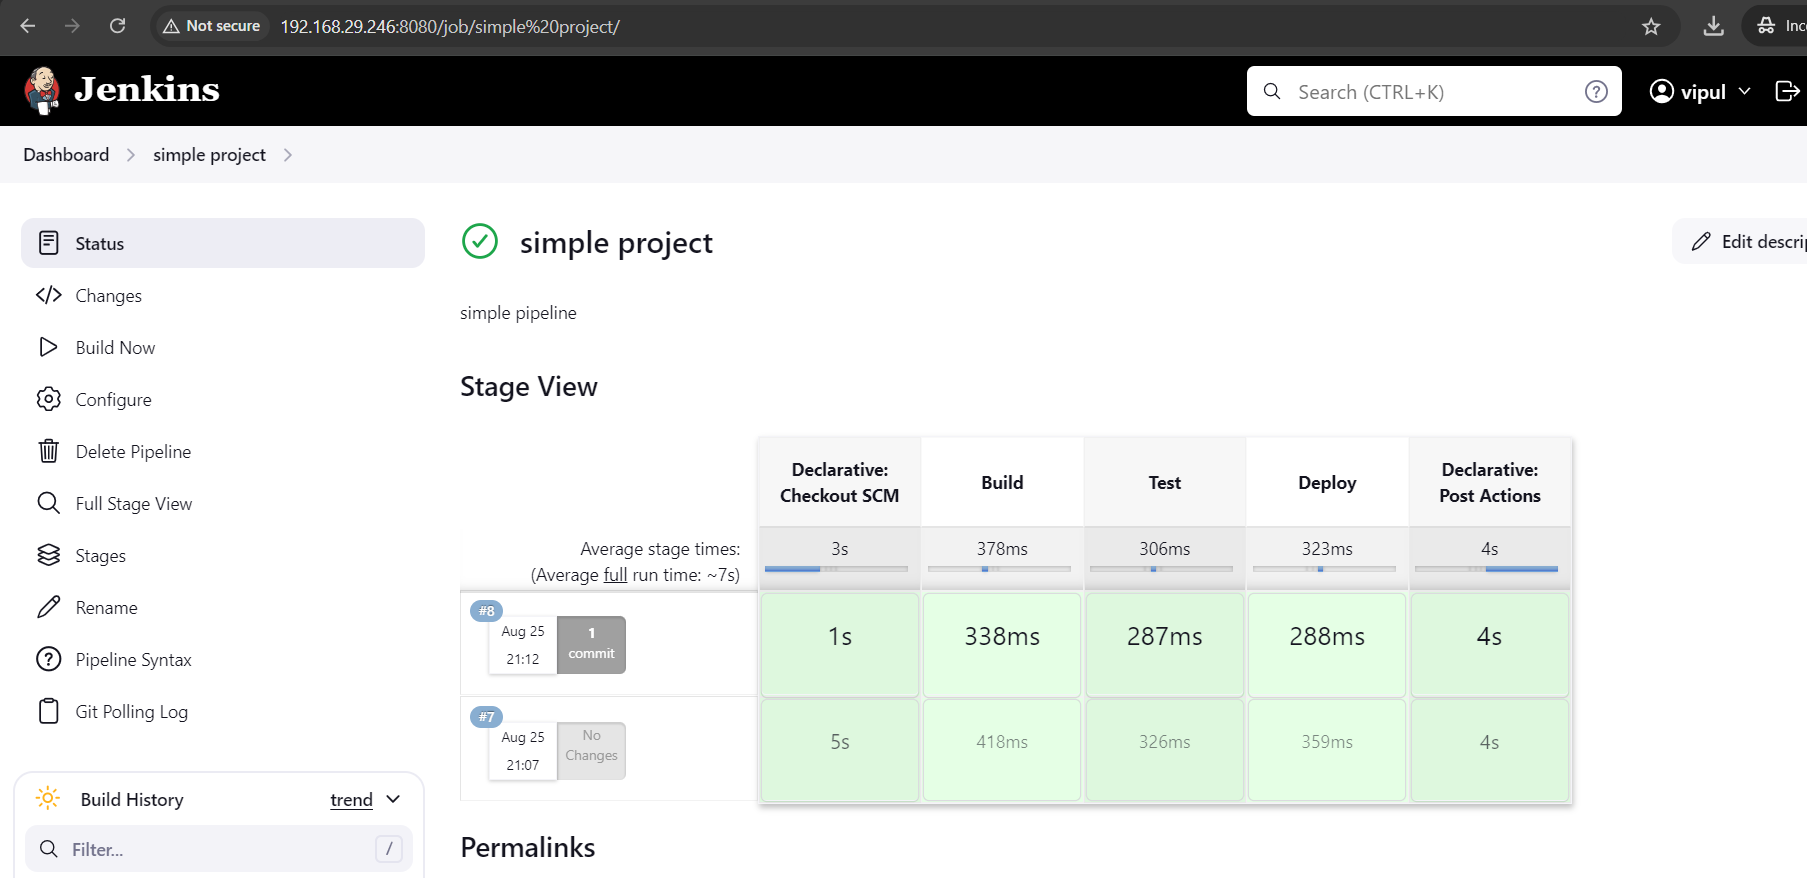 Not secure 192.168.29.246:8080/job/simple%20project/ Inc
Jenkins
Search (CTRL+K)
?
vipul
Dashboard
simple project
Status
Changes
Build Now
Configure
Delete Pipeline
Full Stage View
Stages
Rename
Pipeline Syntax
Git Polling Log
Build History
trend
Filter...
/
simple project
Edit descrip
simple pipeline
Stage View
Declarative:
Checkout SCM
Build
Test
Deploy
Declarative:
Post Actions
Average stage times:
(Average full run time: ~7s)
3s
378ms
306ms
323ms
4s
#8
Aug 25
21:12
1
commit
1s
338ms
287ms
288ms
4s
#7
Aug 25
21:07
No
Changes
5s
418ms
326ms
359ms
4s
Permalinks